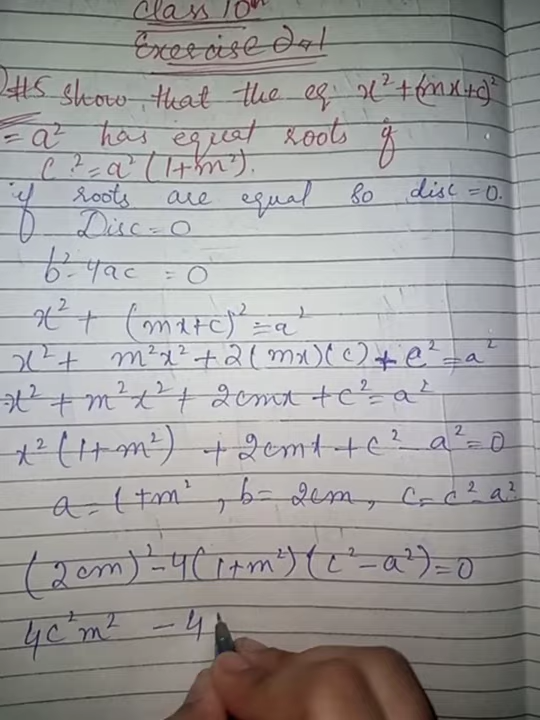 Class 10th
Exercise 2.1
Q#5 show that the eq x² + (mx+c)²
= a² has equal roots if
c² = a² (1+m²).
if roots are equal so disc = 0.
Disc = 0
b² - 4ac = 0
x² + (mx+c)² = a²
x² + m²x² + 2(mx)(c) + c² = a²
x² + m²x² + 2cmx + c² = a²
x² (1+m²) + 2cmx + c² - a² = 0
a = 1+m², b = 2cm, c = c² - a²
(2cm)² - 4(1+m²)(c² - a²) = 0
4c²m² - 4